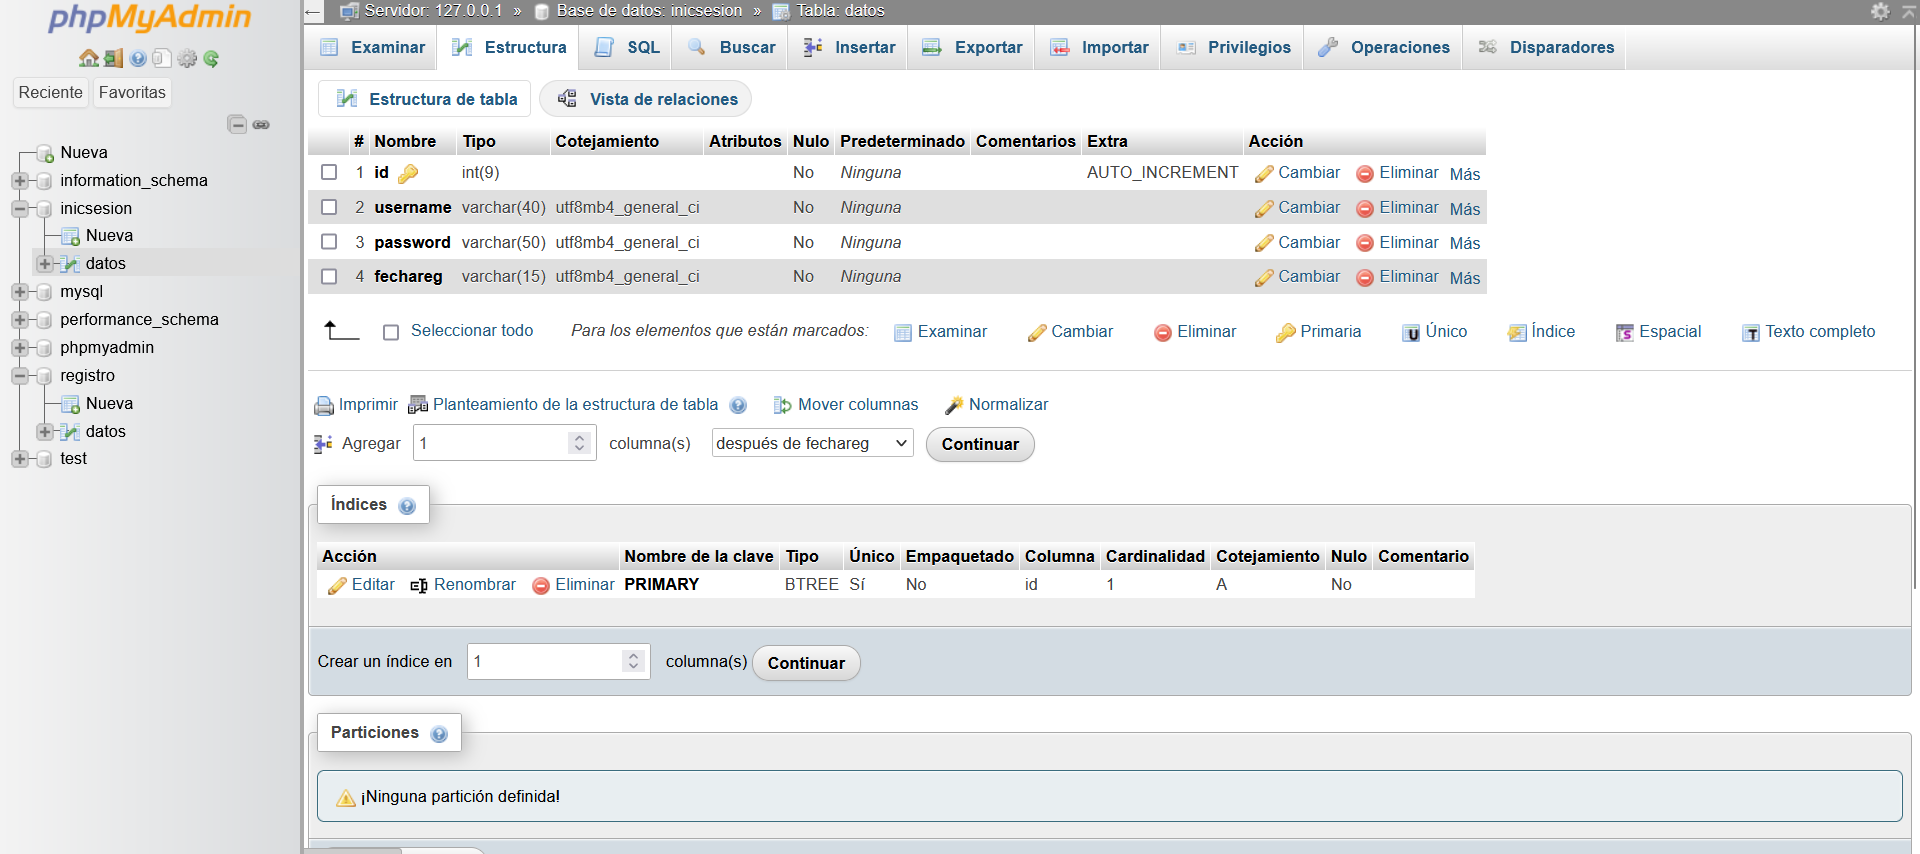 phpMyAdmin
Reciente Favoritas
Nueva
information_schema
inicsesion
Nueva
datos
mysql
performance_schema
phpmyadmin
registro
Nueva
datos
test
Servidor: 127.0.0.1 » Base de datos: inicsesion » Tabla: datos
Examinar Estructura SQL Buscar Insertar Exportar Importar Privilegios Operaciones Disparadores
Estructura de tabla Vista de relaciones
# Nombre Tipo Cotejamiento Atributos Nulo Predeterminado Comentarios Extra Acción
1 id int(9) No Ninguna AUTO_INCREMENT Cambiar Eliminar Más
2 username varchar(40) utf8mb4_general_ci No Ninguna Cambiar Eliminar Más
3 password varchar(50) utf8mb4_general_ci No Ninguna Cambiar Eliminar Más
4 fechareg varchar(15) utf8mb4_general_ci No Ninguna Cambiar Eliminar Más
Seleccionar todo Para los elementos que están marcados: Examinar Cambiar Eliminar Primaria Único Índice Espacial Texto completo
Imprimir Planteamiento de la estructura de tabla Mover columnas Normalizar
Agregar 1 columna(s) después de fechareg Continuar
Índices
Acción Nombre de la clave Tipo Único Empaquetado Columna Cardinalidad Cotejamiento Nulo Comentario
Editar Renombrar Eliminar PRIMARY BTREE Sí No id 1 A No
Crear un índice en 1 columna(s) Continuar
Particiones
¡Ninguna partición definida!